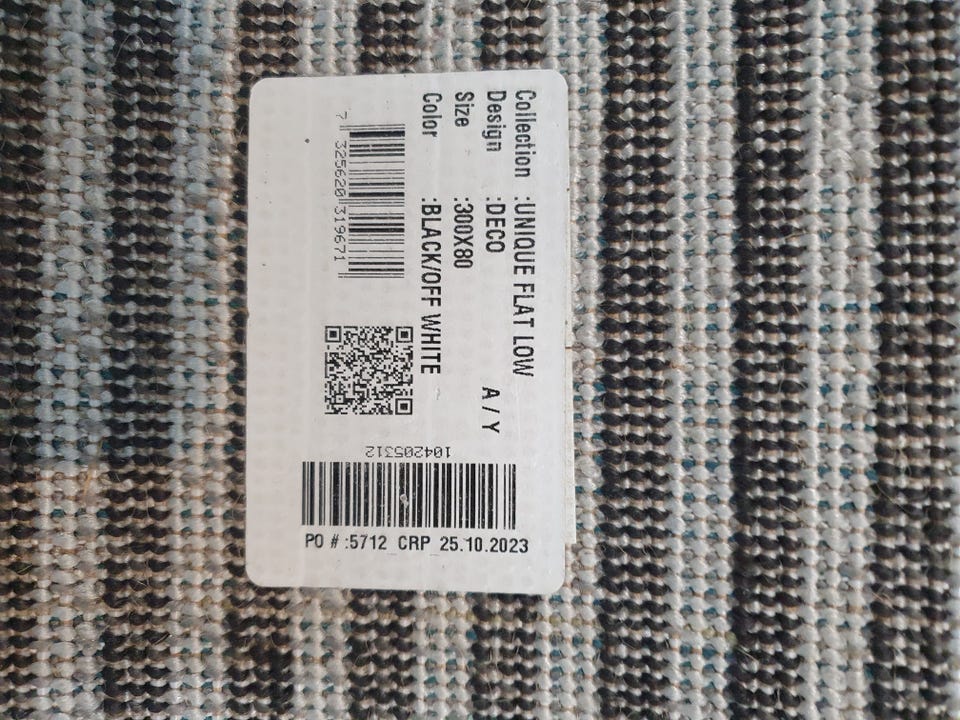 Collection :UNIQUE FLAT LOW
Design :DECO A / Y
Size :300X80
Color :BLACK/OFF WHITE
7 325620 319671
104205312
PO # :5712 CRP 25.10.2023